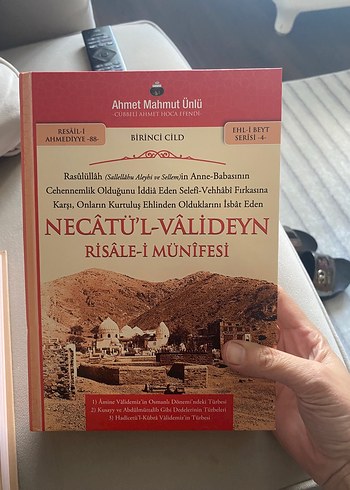 Ahmet Mahmut Ünlü
CÜBBELİ AHMET HOCA EFENDİ
RESÂİL-İ
AHMEDİYYE -88-
BİRİNCİ CİLD
EHL-İ BEYT
SERİSİ -4-
Rasûlüllâh (Sallellâhu Aleyhi ve Sellem)in Anne-Babasının
Cehennemlik Olduğunu İddiâ Eden Selefî-Vehhâbî Fırkasına
Karşı, Onların Kurtuluş Ehlinden Olduklarını İsbât Eden
NECÂTÜ'L-VÂLİDEYN
RİSÂLE-İ MÜNÎFESİ
1) Âmine Vâlidemiz'in Osmanlı Dönemi'ndeki Türbesi
2) Kusayy ve Abdülmüttalib Gibi Dedelerinin Türbeleri
3) Hadîcetü'l-Kübrâ Vâlidemiz'in Türbesi